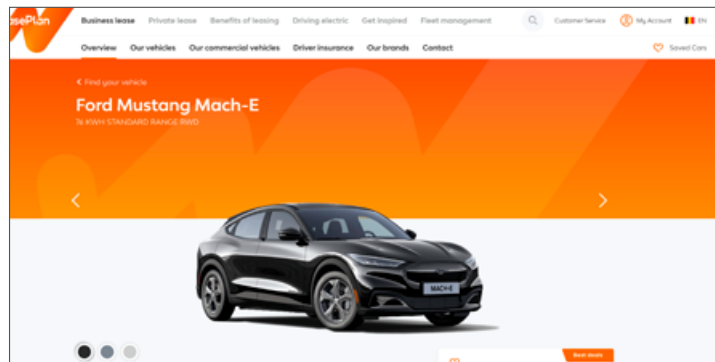 asePlan
Business lease Private lease Benefits of leasing Driving electric Get inspired Fleet management Customer Service My Account EN
Overview Our vehicles Our commercial vehicles Driver insurance Our brands Contact Saved Cars
Find your vehicle
Ford Mustang Mach-E
KWH STANDARD RANGE RWD
MACH-E
Best deals